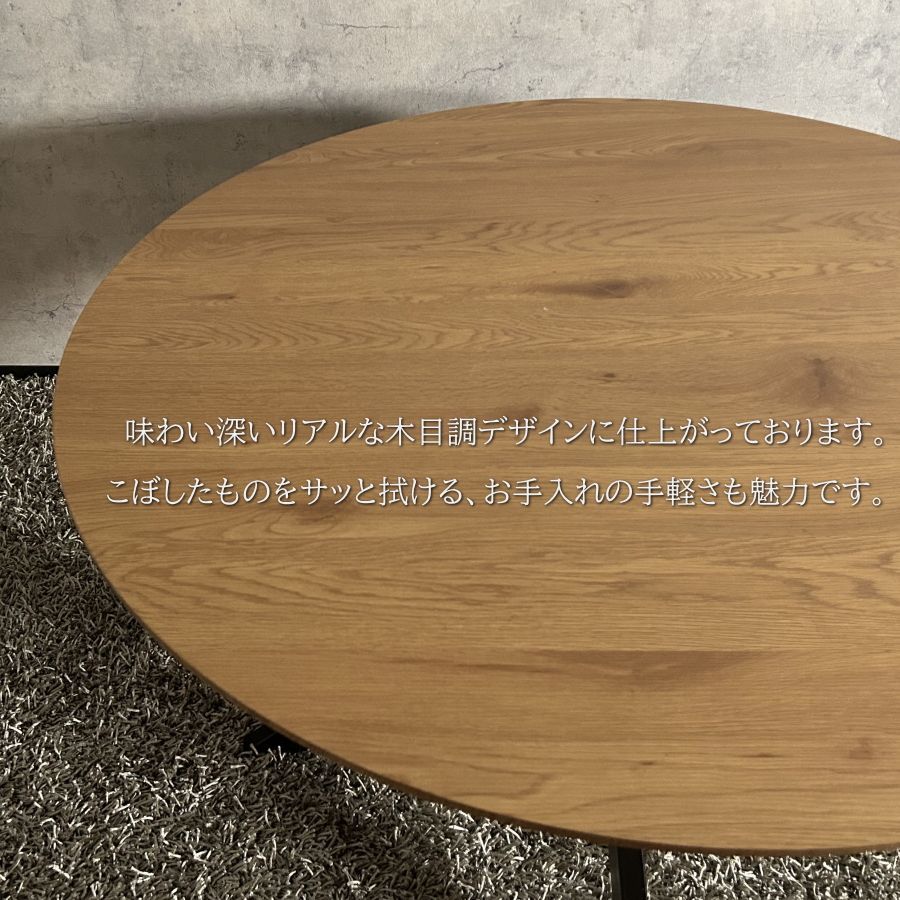 味わい深いリアルな木目調デザインに仕上がっております。
こぼしたものをサッと拭ける、お手入れの手軽さも魅力です。